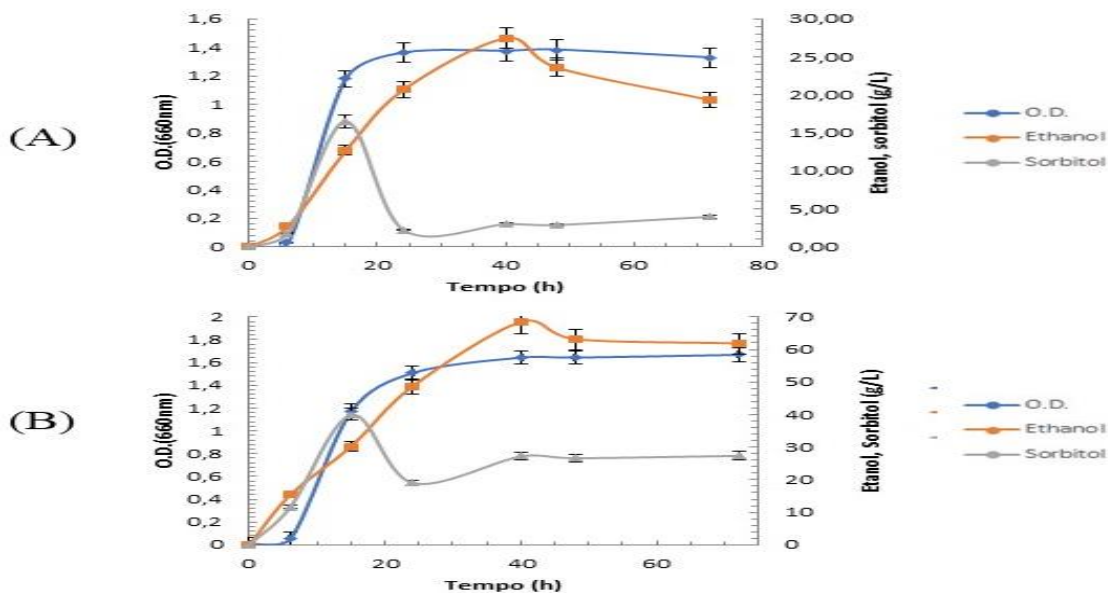 (A)
O.D.(660nm)
1,6
1,4
1,2
1
0,8
0,6
0,4
0,2
0
0 20 40 60 80
Tempo (h)
30,00
25,00
20,00
15,00
10,00
5,00
0,00
Etanol, sorbitol (g/L)
O.D.
Ethanol
Sorbitol
(B)
O.D.(660nm)
2
1,8
1,6
1,4
1,2
1
0,8
0,6
0,4
0,2
0
0 20 40 60
Tempo (h)
70
60
50
40
30
20
10
0
Etanol, Sorbitol (g/L)
O.D.
Ethanol
Sorbitol